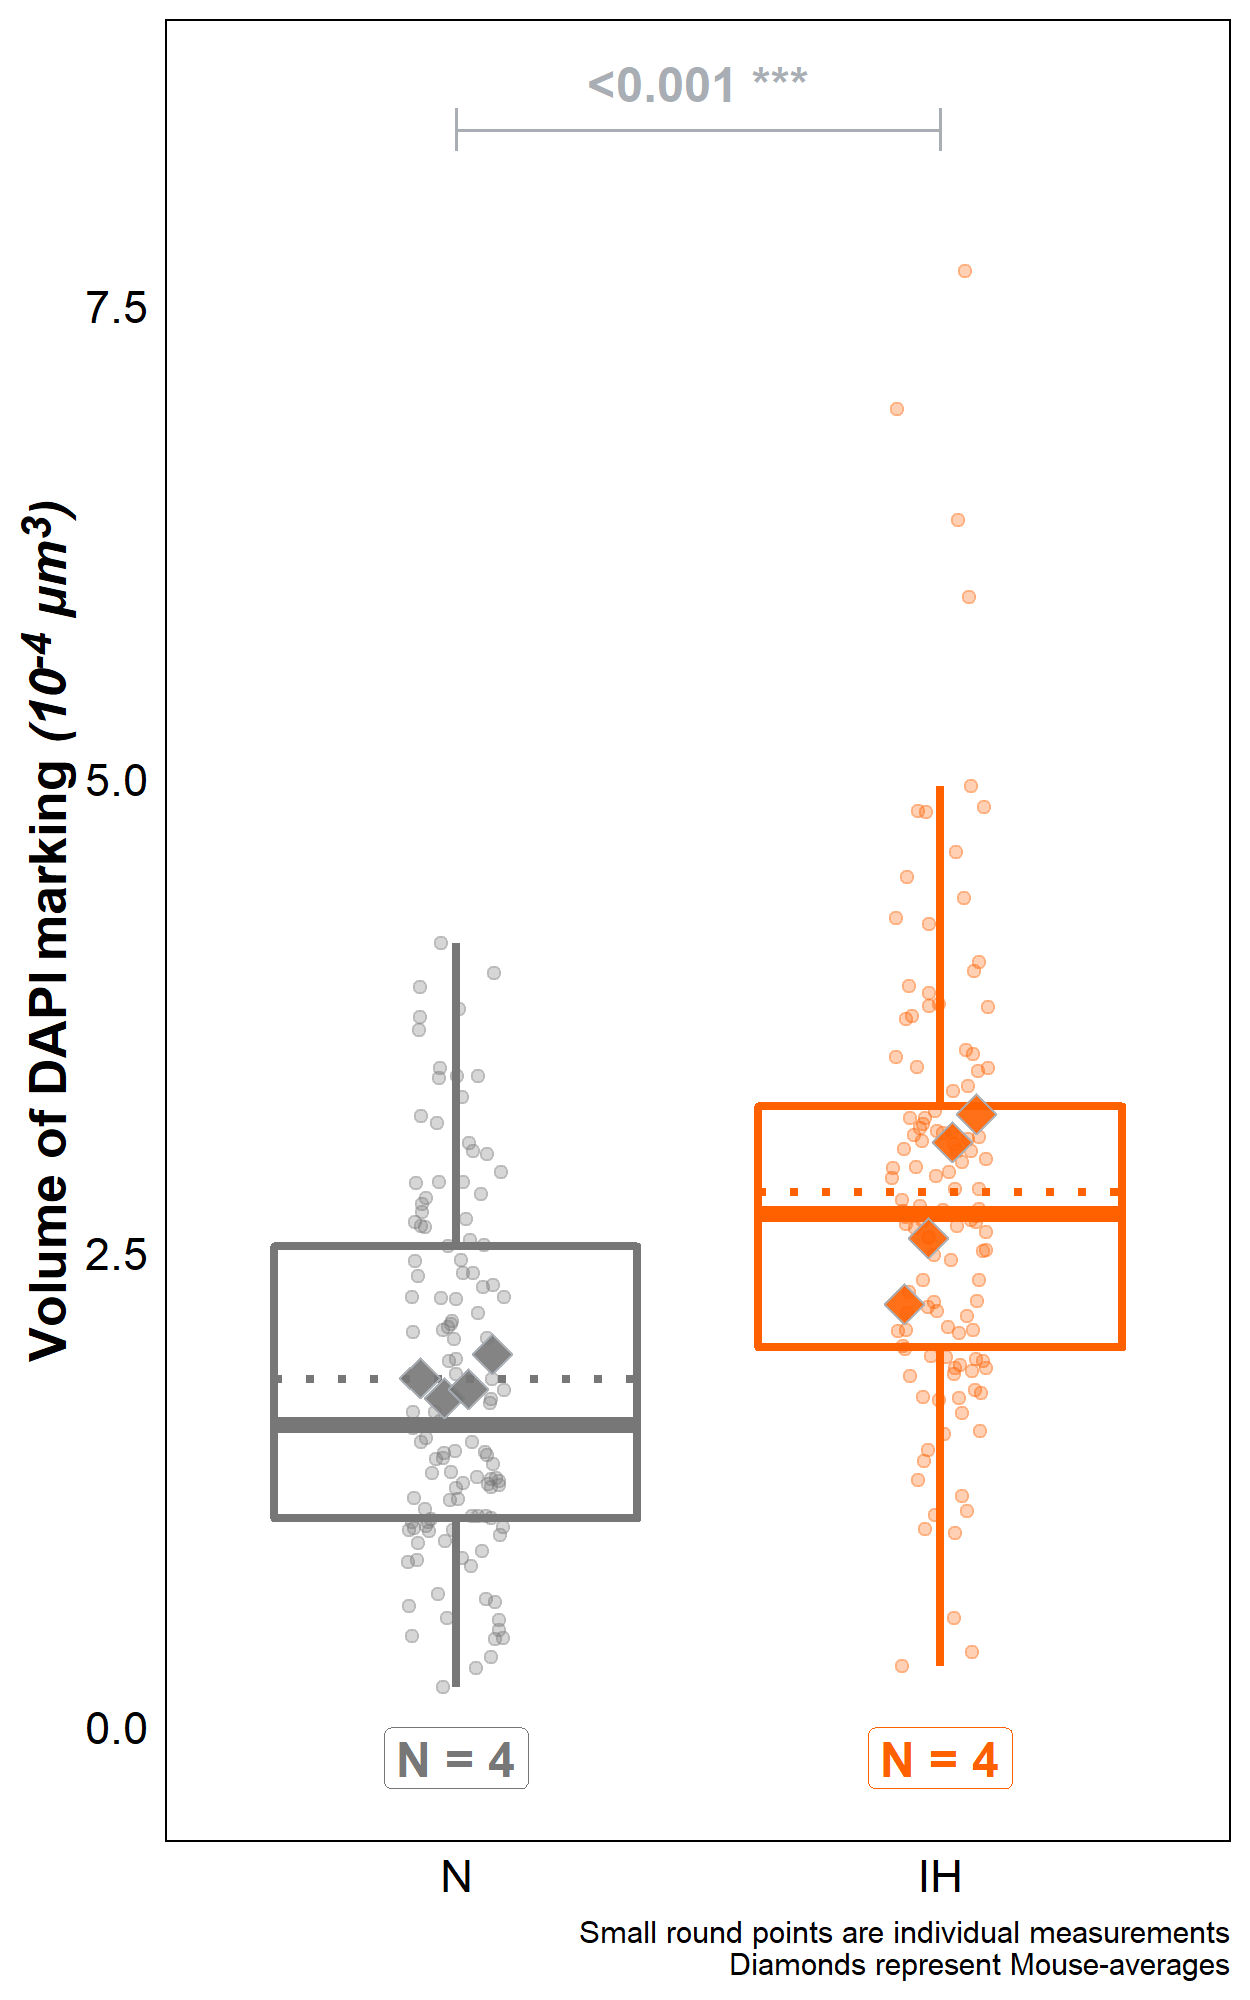 <0.001 ***
7.5
5.0
2.5
0.0
Volume of DAPI marking (10⁻⁴ µm³)
N = 4
N = 4
N
IH
Small round points are individual measurements
Diamonds represent Mouse-averages